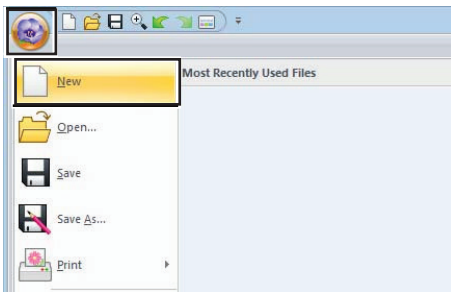 Most Recently Used Files
New
Open...
Save
Save As...
Print